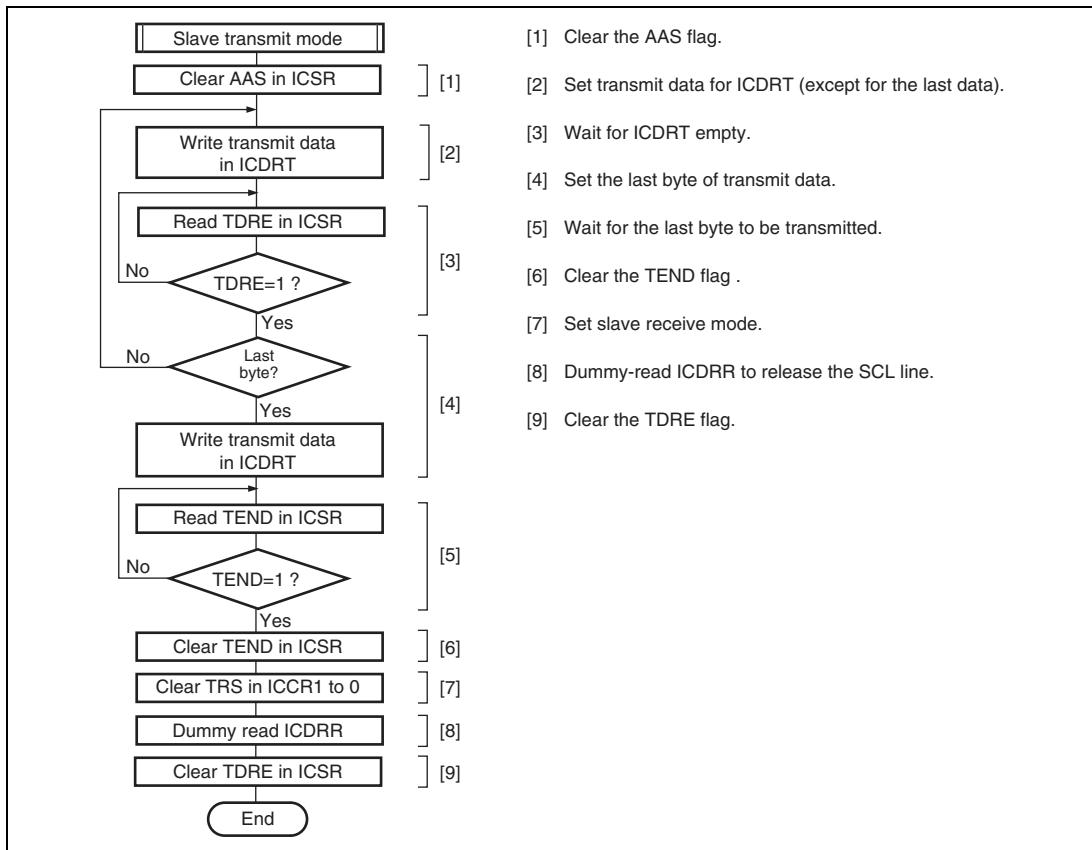 Slave transmit mode
Clear AAS in ICSR
[1]
Write transmit data
in ICDRT
[2]
Read TDRE in ICSR
TDRE=1 ?
No
Yes
[3]
Last
byte?
No
Yes
Write transmit data
in ICDRT
[4]
Read TEND in ICSR
TEND=1 ?
No
Yes
[5]
Clear TEND in ICSR
[6]
Clear TRS in ICCR1 to 0
[7]
Dummy read ICDRR
[8]
Clear TDRE in ICSR
[9]
End
[1] Clear the AAS flag.
[2] Set transmit data for ICDRT (except for the last data).
[3] Wait for ICDRT empty.
[4] Set the last byte of transmit data.
[5] Wait for the last byte to be transmitted.
[6] Clear the TEND flag .
[7] Set slave receive mode.
[8] Dummy-read ICDRR to release the SCL line.
[9] Clear the TDRE flag.